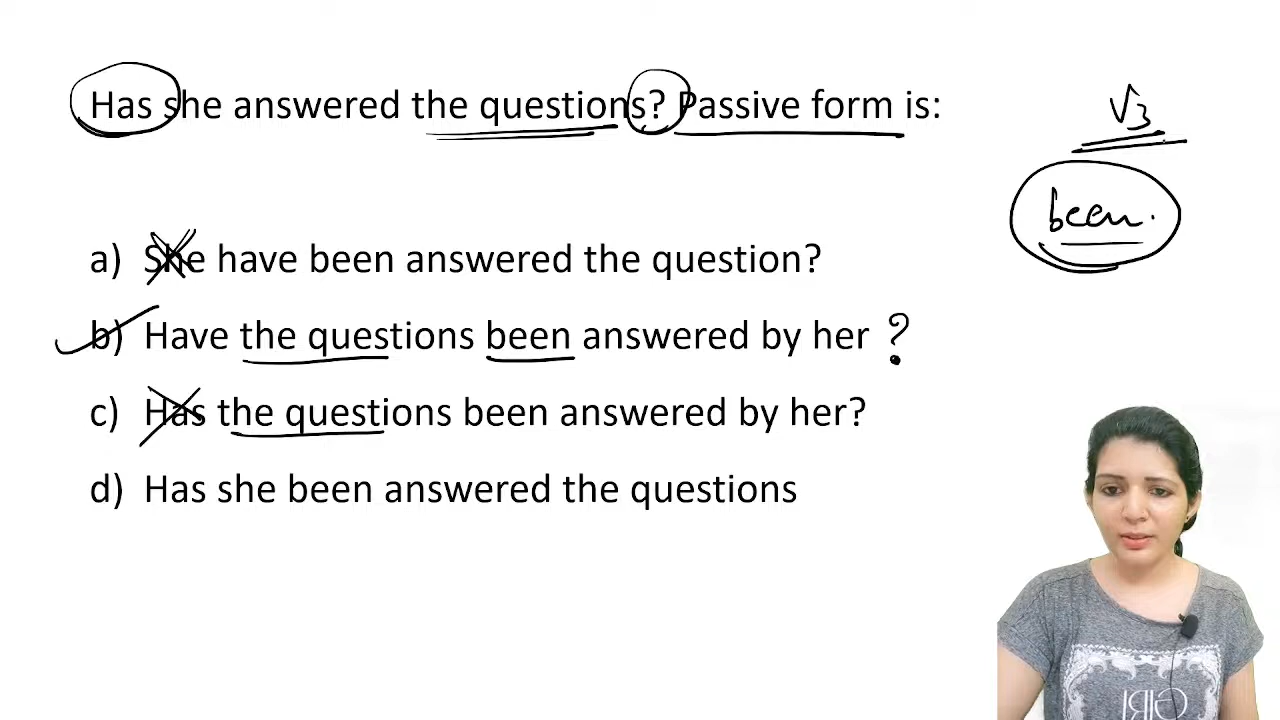 Has she answered the questions? Passive form is:
V3
been.
a) She have been answered the question?
b) Have the questions been answered by her ?
c) Has the questions been answered by her?
d) Has she been answered the questions